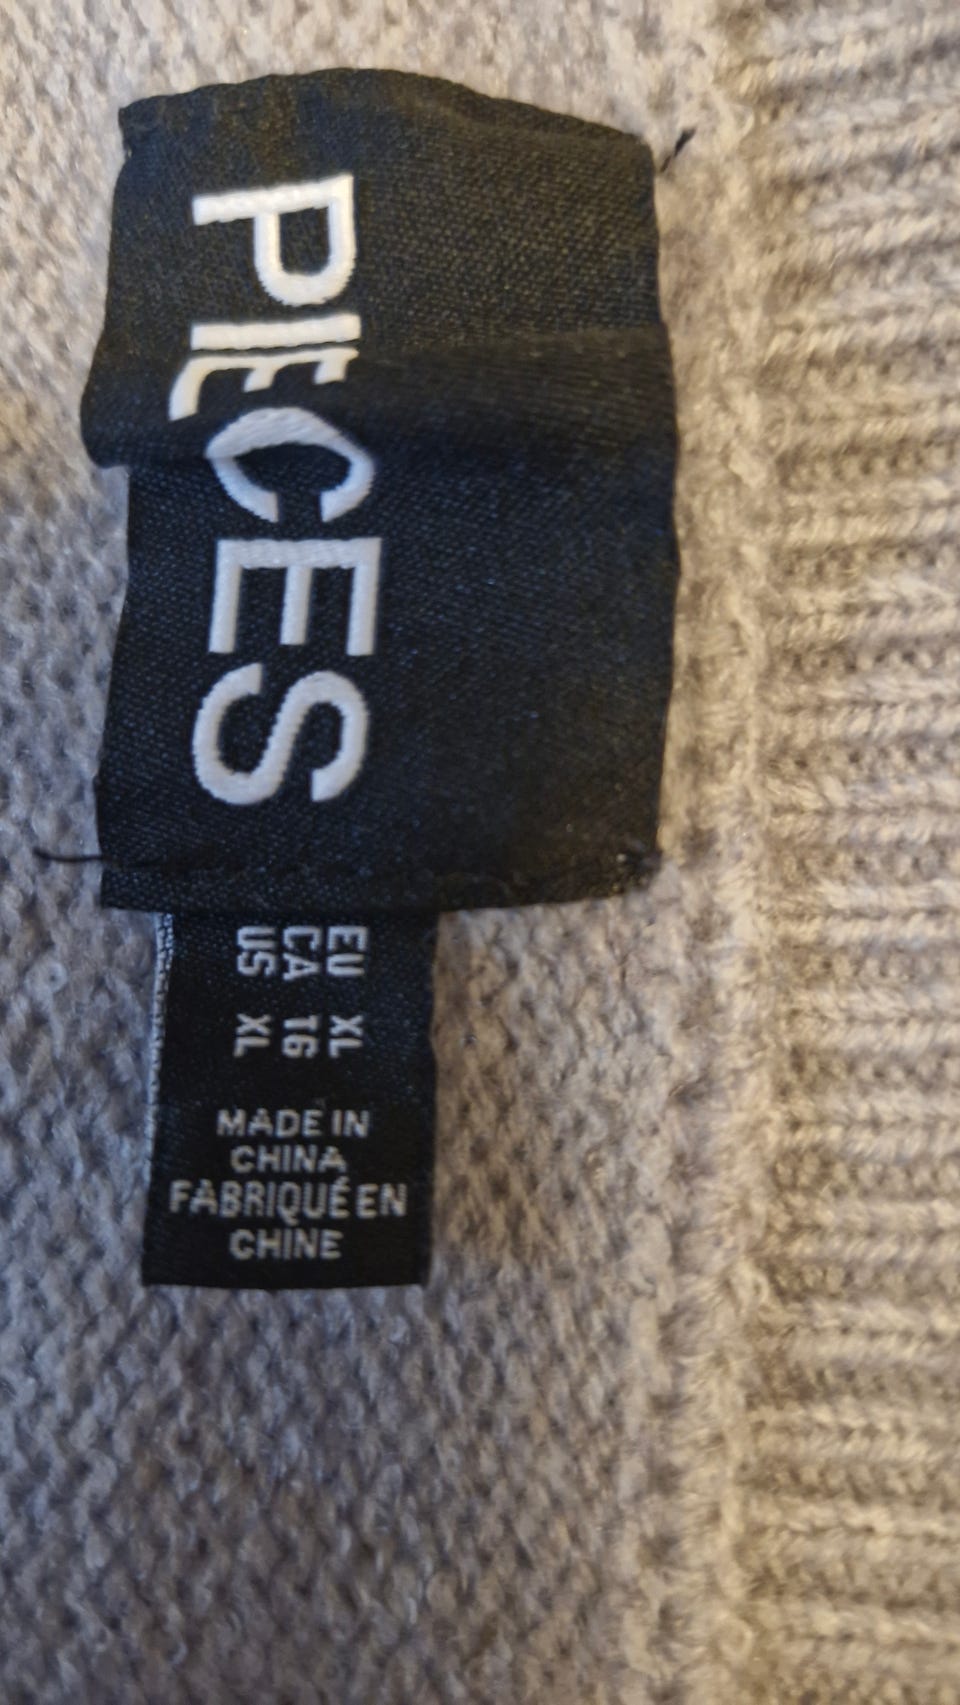 PIECES
EU XL
CA 16
US XL
MADE IN
CHINA
FABRIQUÉ EN
CHINE